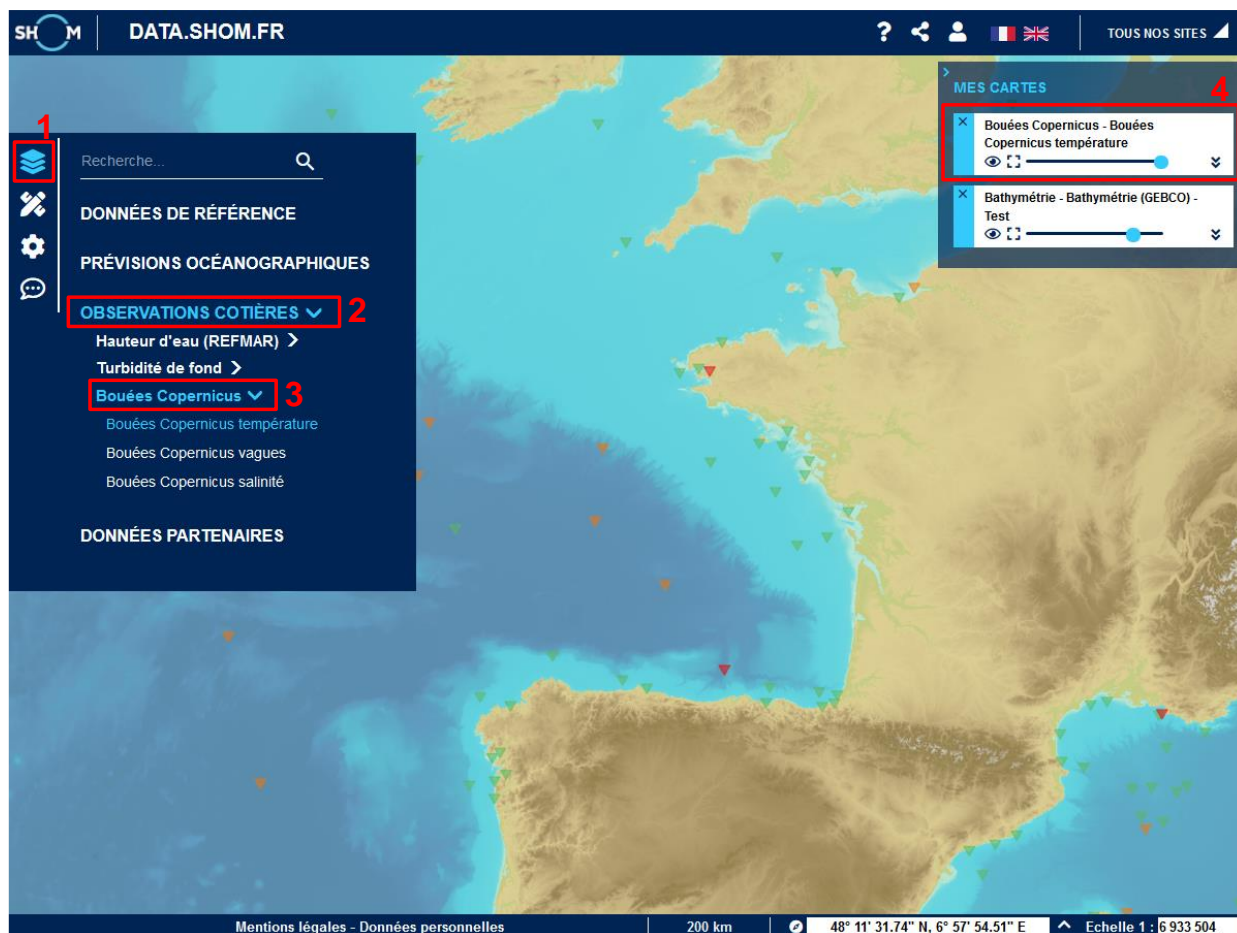 SHOM
DATA.SHOM.FR
?
TOUS NOS SITES
MES CARTES
4
Bouées Copernicus - Bouées
Copernicus température
Bathymétrie - Bathymétrie (GEBCO) -
Test
1
Recherche...
DONNÉES DE RÉFÉRENCE
PRÉVISIONS OCÉANOGRAPHIQUES
OBSERVATIONS COTIÈRES
2
Hauteur d'eau (REFMAR)
Turbidité de fond
Bouées Copernicus
3
Bouées Copernicus température
Bouées Copernicus vagues
Bouées Copernicus salinité
DONNÉES PARTENAIRES
Mentions légales - Données personnelles
200 km
48° 11' 31.74" N, 6° 57' 54.51" E
Echelle 1 : 6 933 504